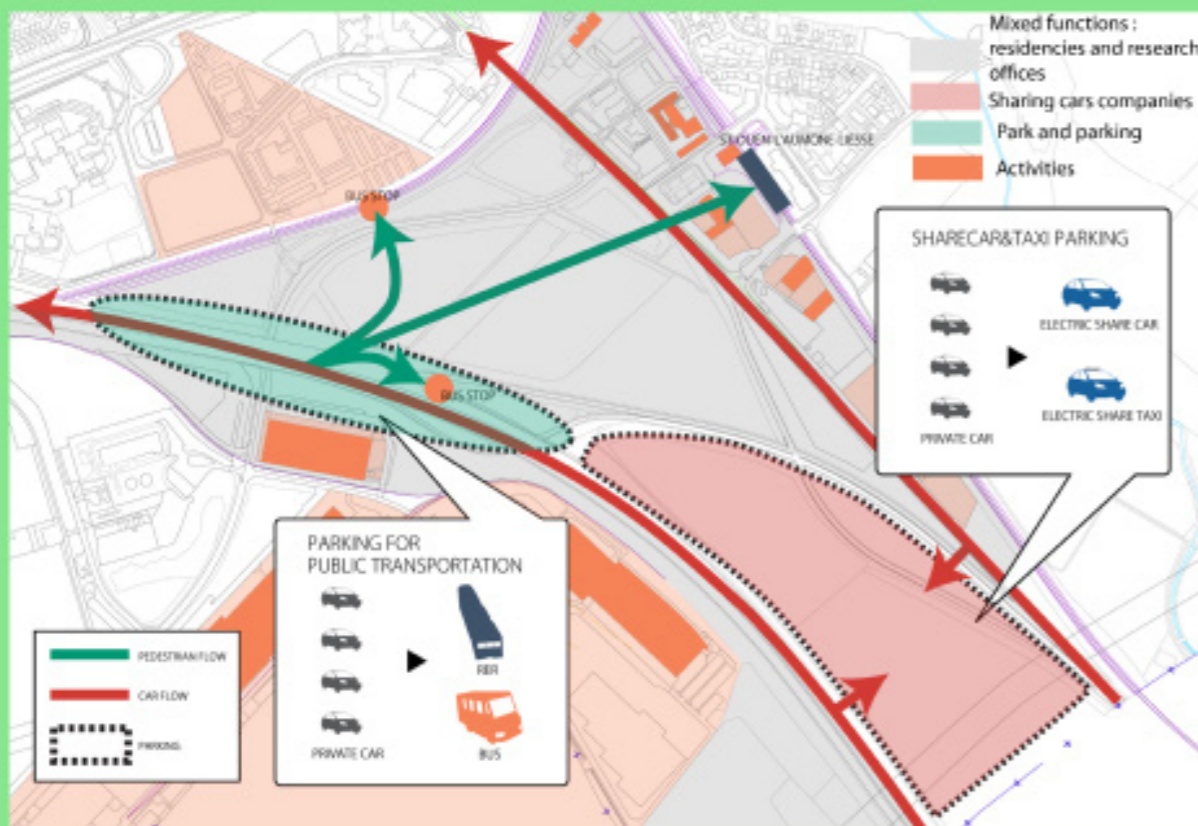 Mixed functions :
residencies and research
offices
Sharing cars companies
Park and parking
Activities
ST-OUEN L'AUMONE-LIESSE
BUS STOP
BUS STOP
SHARECAR&TAXI PARKING
ELECTRIC SHARE CAR
ELECTRIC SHARE TAXI
PRIVATE CAR
PARKING FOR
PUBLIC TRANSPORTATION
RER
BUS
PRIVATE CAR
PEDESTRIAN FLOW
CAR FLOW
PARKING